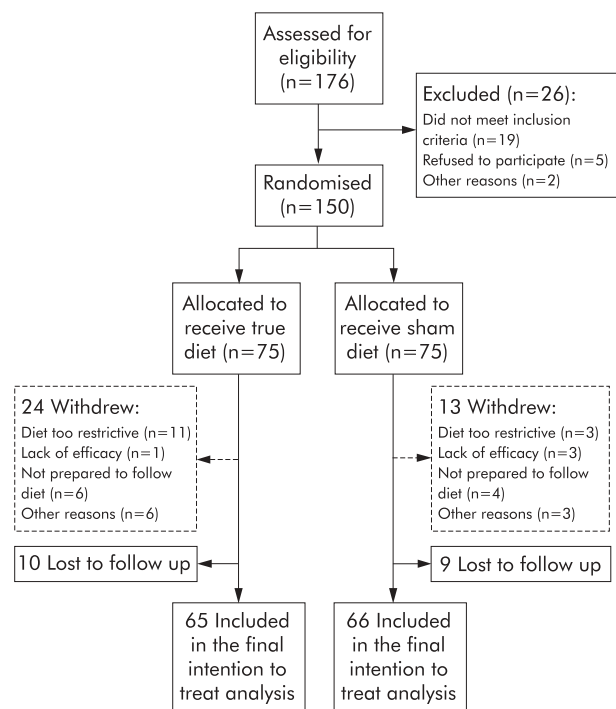 Assessed for
eligibility
(n=176)
Excluded (n=26):
Did not meet inclusion
criteria (n=19)
Refused to participate (n=5)
Other reasons (n=2)
Randomised
(n=150)
Allocated to
receive true
diet (n=75)
Allocated to
receive sham
diet (n=75)
24 Withdrew:
Diet too restrictive (n=11)
Lack of efficacy (n=1)
Not prepared to follow
diet (n=6)
Other reasons (n=6)
13 Withdrew:
Diet too restrictive (n=3)
Lack of efficacy (n=3)
Not prepared to follow
diet (n=4)
Other reasons (n=3)
10 Lost to follow up
9 Lost to follow up
65 Included
in the final
intention to
treat analysis
66 Included
in the final
intention to
treat analysis